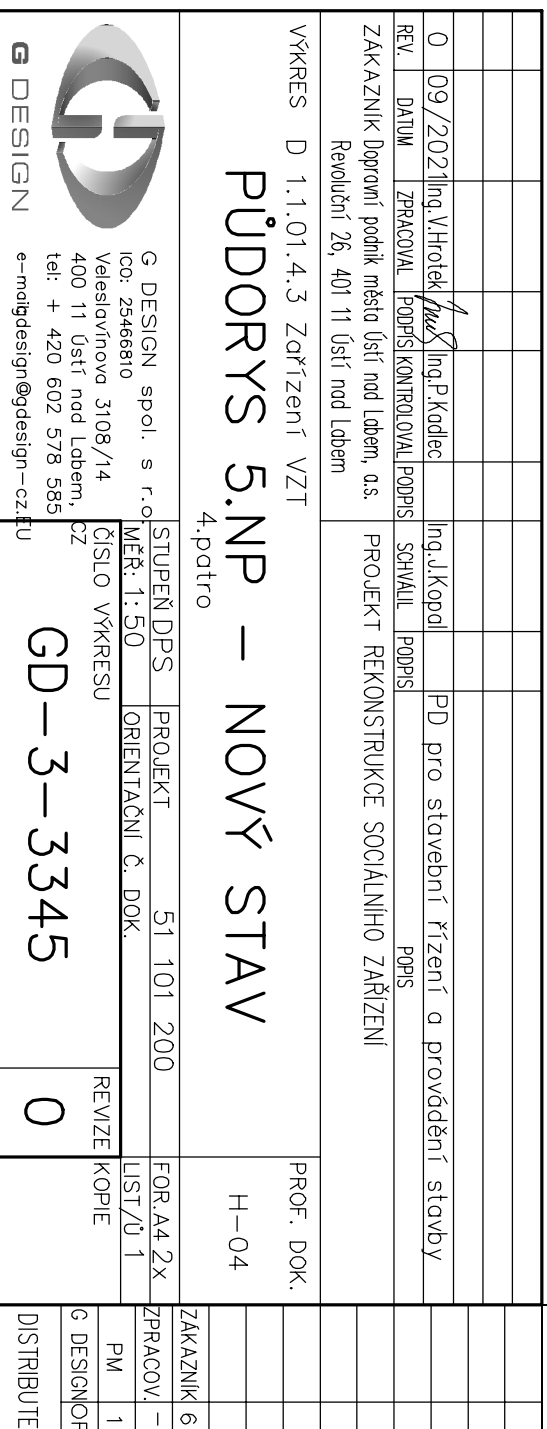 0 09/2021 Ing.V.Hrotek Ing.P.Kadlec Ing.J.Kopal PD pro stavební řízení a provádění stavby
REV. DATUM ZPRACOVAL PODPIS KONTROLOVAL PODPIS SCHVÁLIL PODPIS POPIS
ZÁKAZNÍK Dopravní podnik města Ústí nad Labem, a.s.
Revoluční 26, 401 11 Ústí nad Labem
PROJEKT REKONSTRUKCE SOCIÁLNÍHO ZAŘÍZENÍ
VÝKRES D 1.1.01.4.3 Zařízení VZT
PROF. DOK.
PŮDORYS 5.NP – NOVÝ STAV
4.patro
H-04
G DESIGN spol. s r.o.
IČO: 25466810
Veleslavínova 3108/14
400 11 Ústí nad Labem, CZ
tel: + 420 602 578 585
e-mail:gdesign@gdesign-cz.EU
G DESIGN
STUPEŇ DPS PROJEKT 51 101 200 FOR.A4 2x
MĚŘ: 1:50 ORIENTAČNÍ Č. DOK. LIST/Ů 1
ČÍSLO VÝKRESU REVIZE KOPIE
GD-3-3345 0
ZÁKAZNÍK 6
ZPRACOV. -
PM 1
G DESIGNOF
DISTRIBUTE